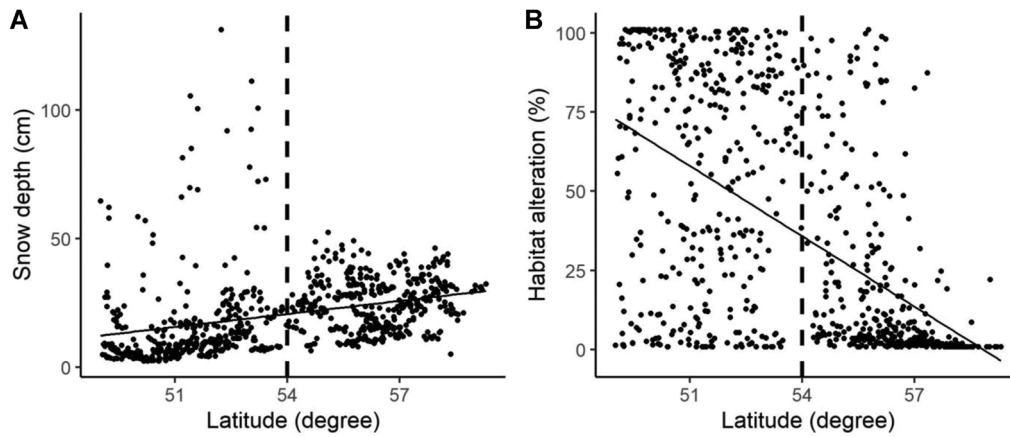 A
Snow depth (cm)
100
50
0
51
54
57
Latitude (degree)
B
Habitat alteration (%)
100
75
50
25
0
51
54
57
Latitude (degree)